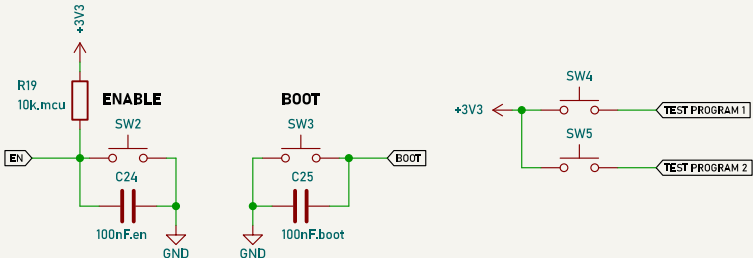 +3V3
R19
10k.mcu
ENABLE
SW2
EN
C24
100nF.en
GND
BOOT
SW3
BOOT
C25
100nF.boot
GND
SW4
+3V3
TEST PROGRAM 1
SW5
TEST PROGRAM 2